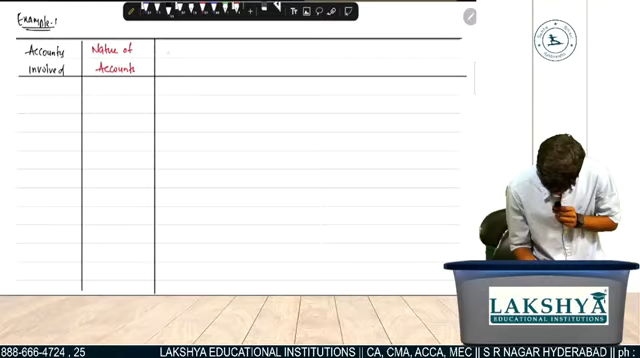 Example-1
Accounts
involved
Nature of
Accounts
Tr
LAKSHYA
EDUCATIONAL INSTITUTIONS
888-666-4724 , 25
LAKSHYA EDUCATIONAL INSTITUTIONS || CA, CMA, ACCA, MEC || S R NAGAR HYDERABAD || ph :